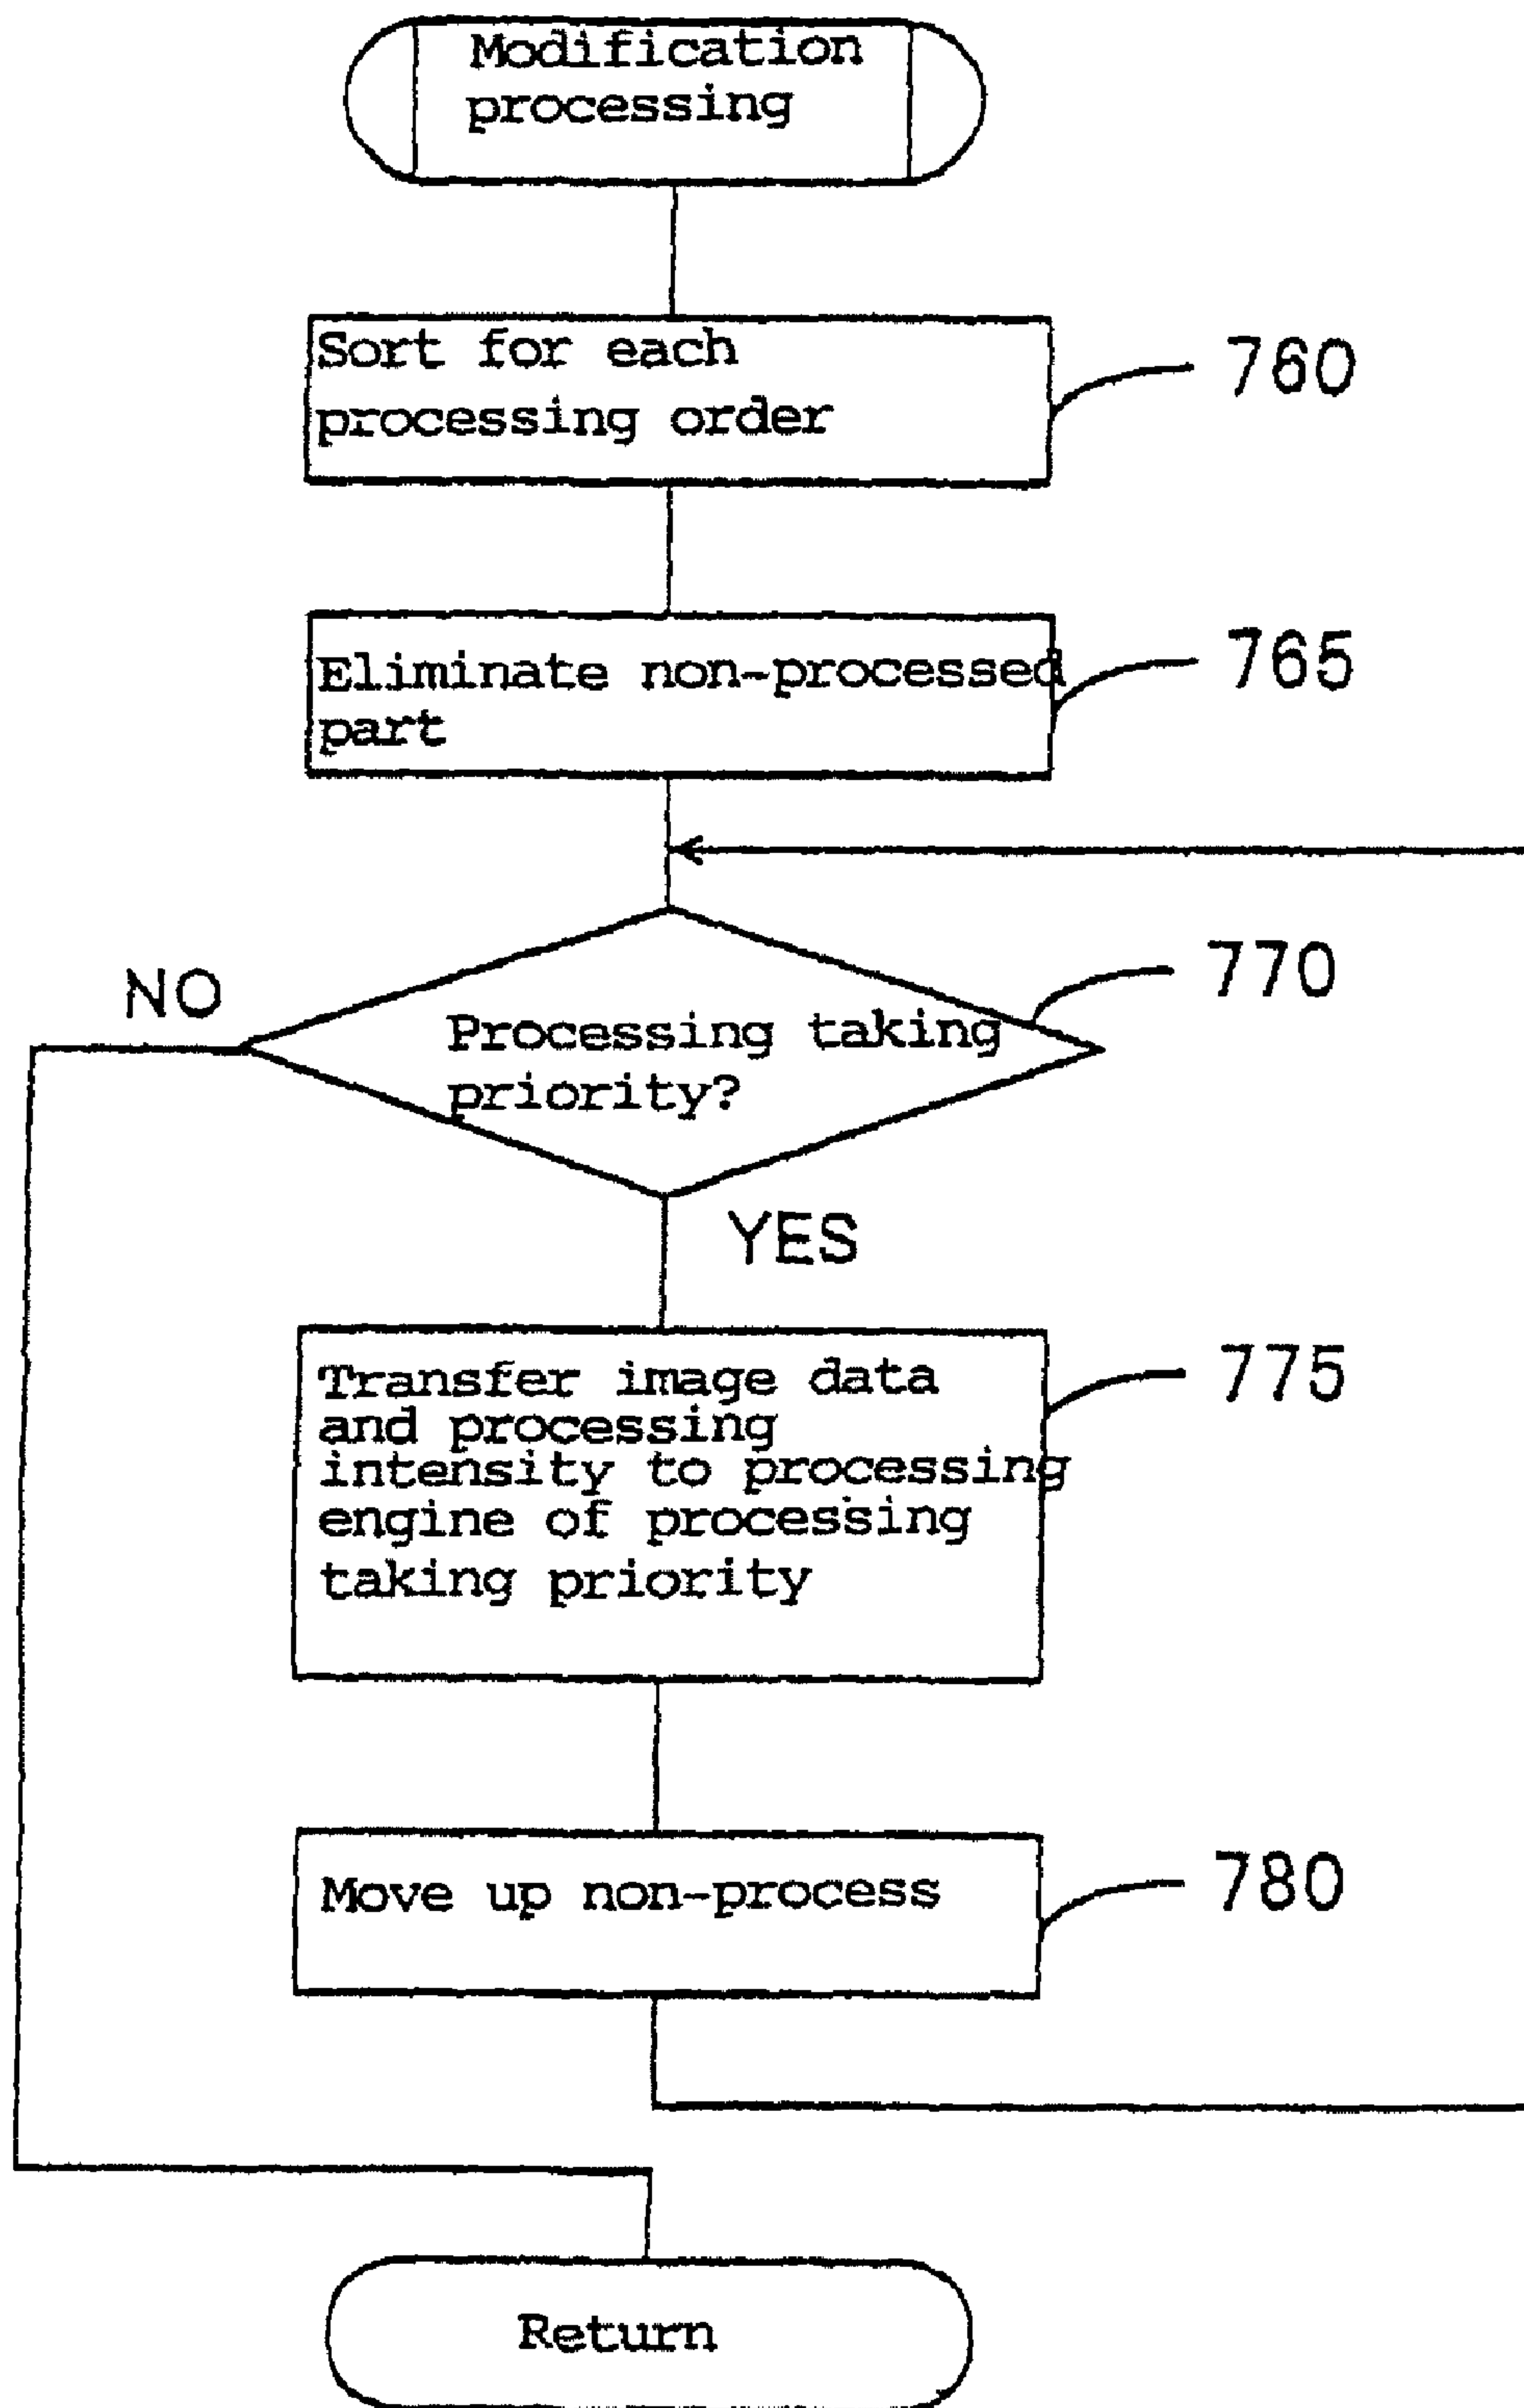 Modification
processing
Sort for each
processing order
760
Eliminate non-processed
part
765
NO
770
Processing taking
priority?
YES
Transfer image data
and processing
intensity to processing
engine of processing
taking priority
775
Move up non-process
780
Return